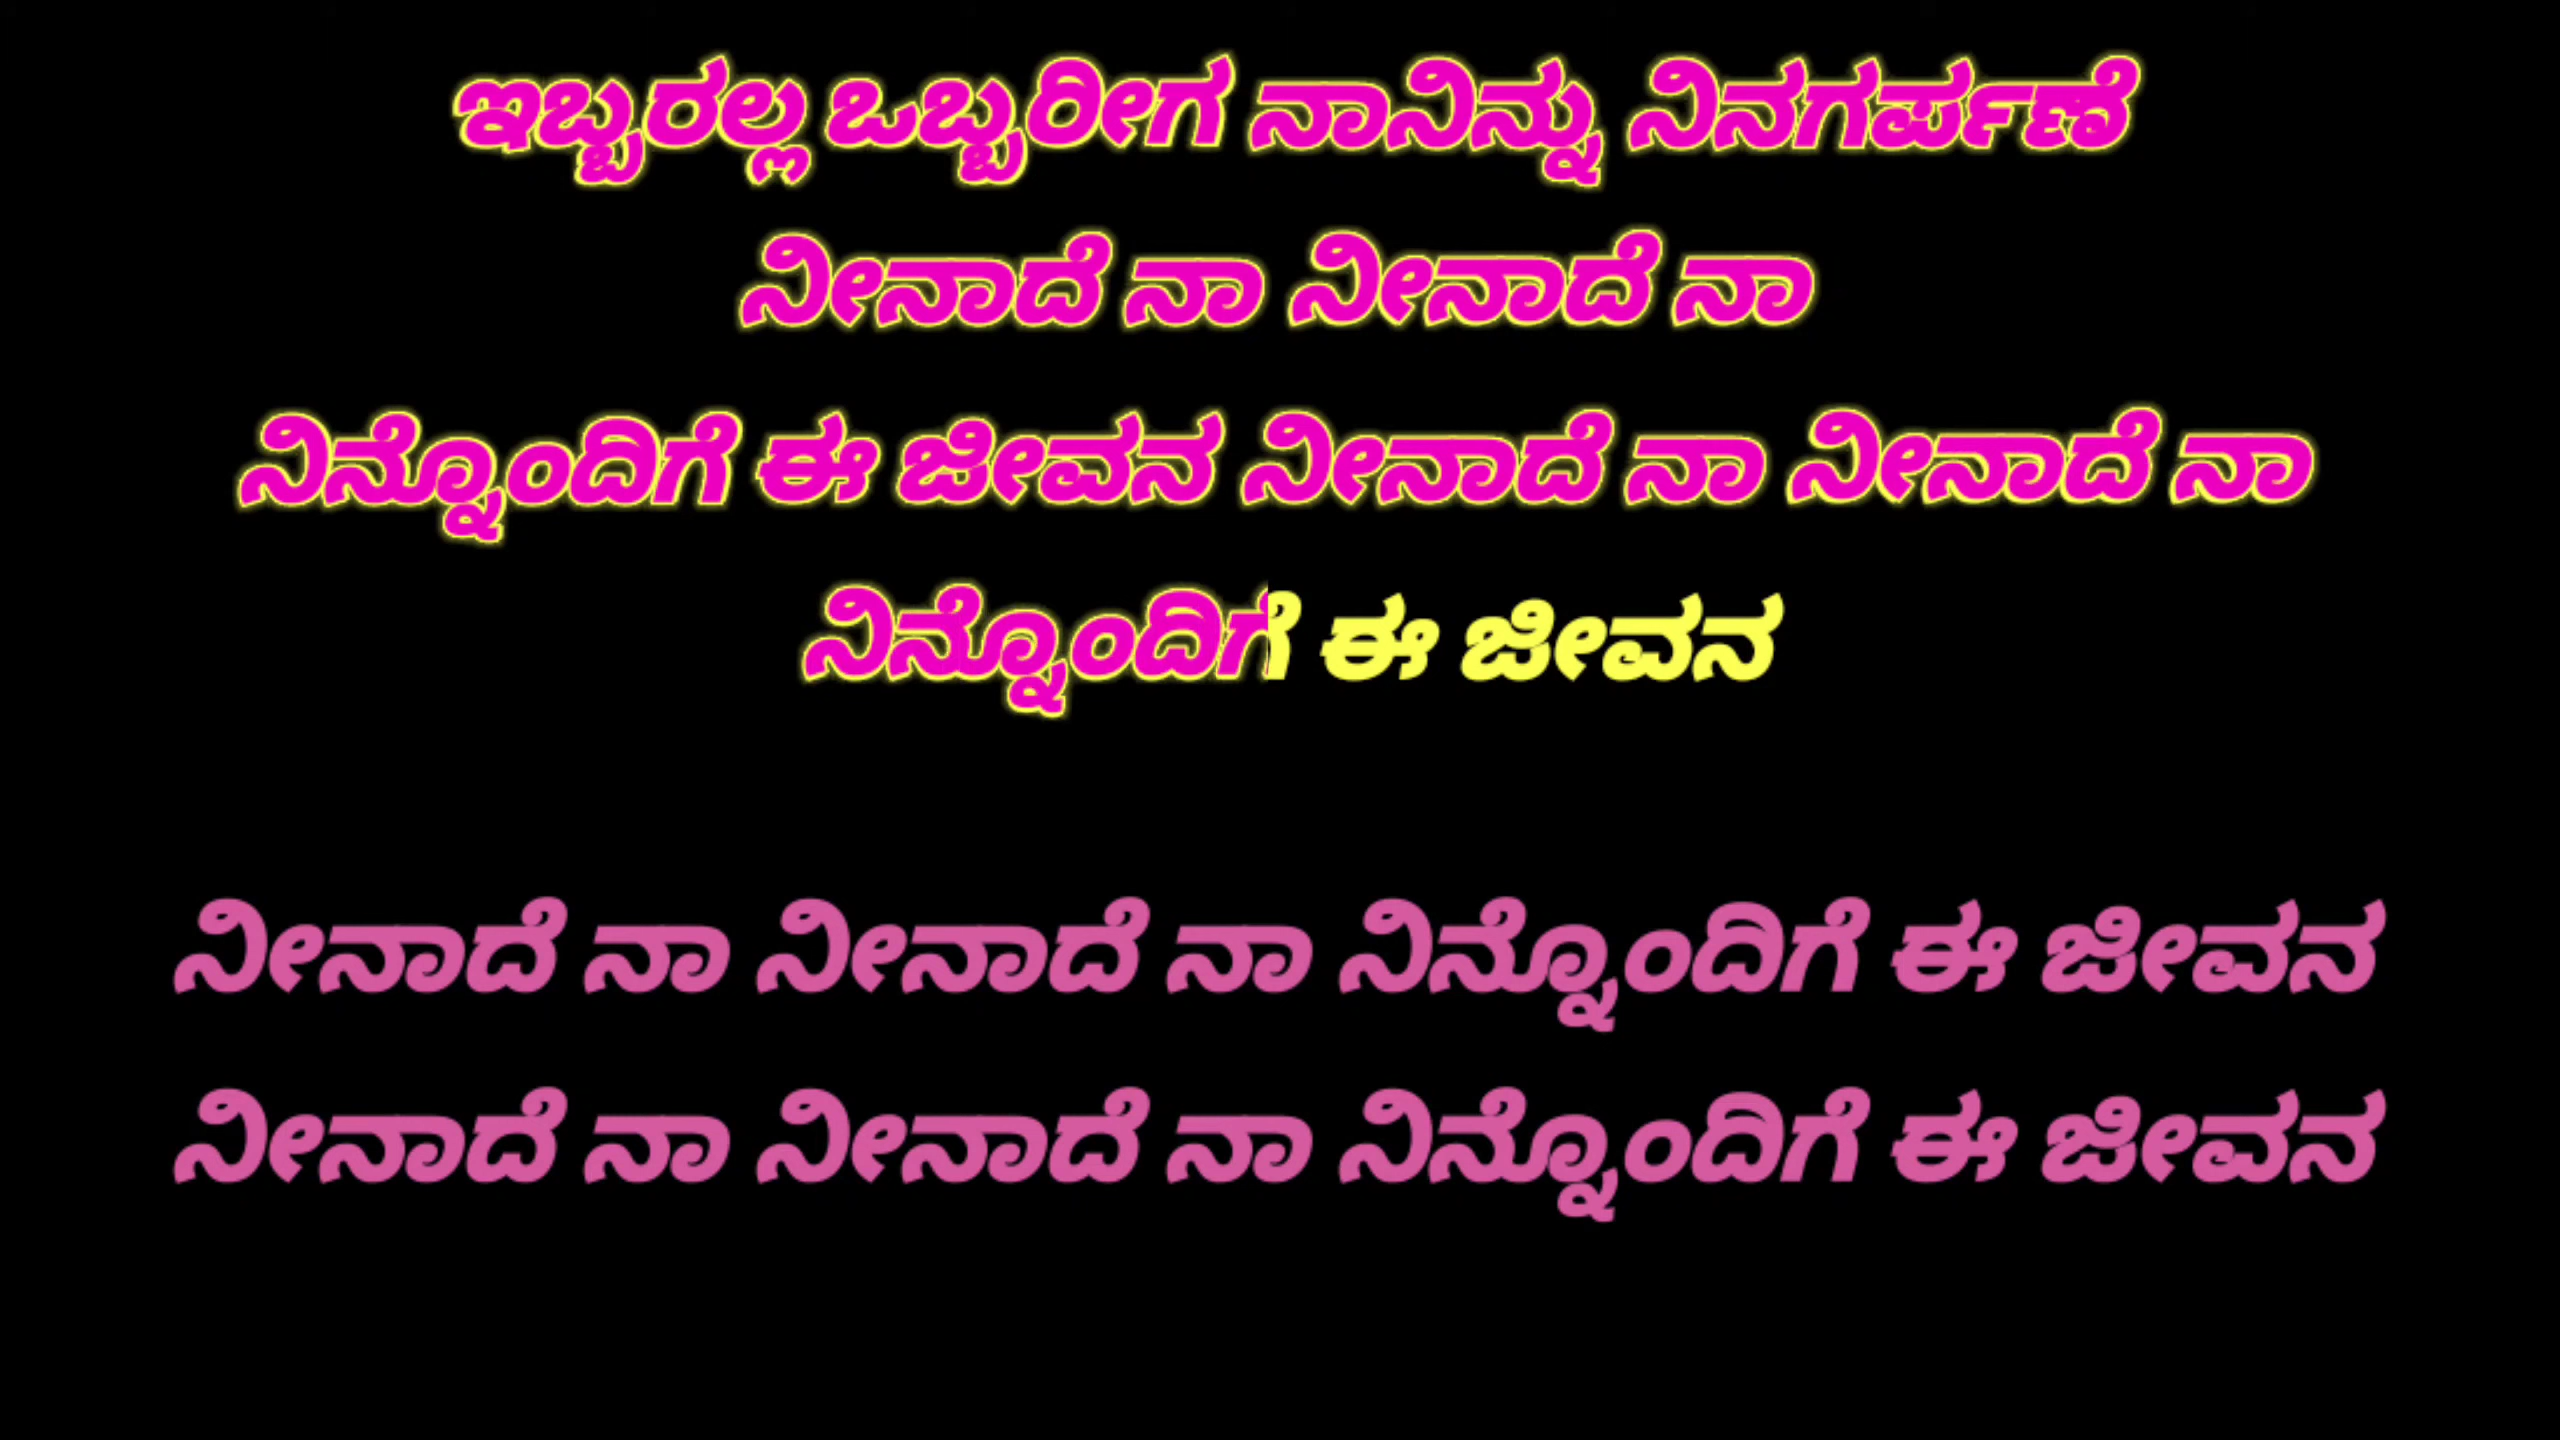 ಇಬ್ಬರಲ್ಲ ಒಬ್ಬರೀಗ ನಾನಿನ್ನು ನಿನಗರ್ಪಣೆ
ನೀನಾದೆ ನಾ ನೀನಾದೆ ನಾ
ನಿನ್ನೊಂದಿಗೆ ಈ ಜೀವನ ನೀನಾದೆ ನಾ ನೀನಾದೆ ನಾ
ನಿನ್ನೊಂದಿಗೆ ಈ ಜೀವನ
ನೀನಾದೆ ನಾ ನೀನಾದೆ ನಾ ನಿನ್ನೊಂದಿಗೆ ಈ ಜೀವನ
ನೀನಾದೆ ನಾ ನೀನಾದೆ ನಾ ನಿನ್ನೊಂದಿಗೆ ಈ ಜೀವನ